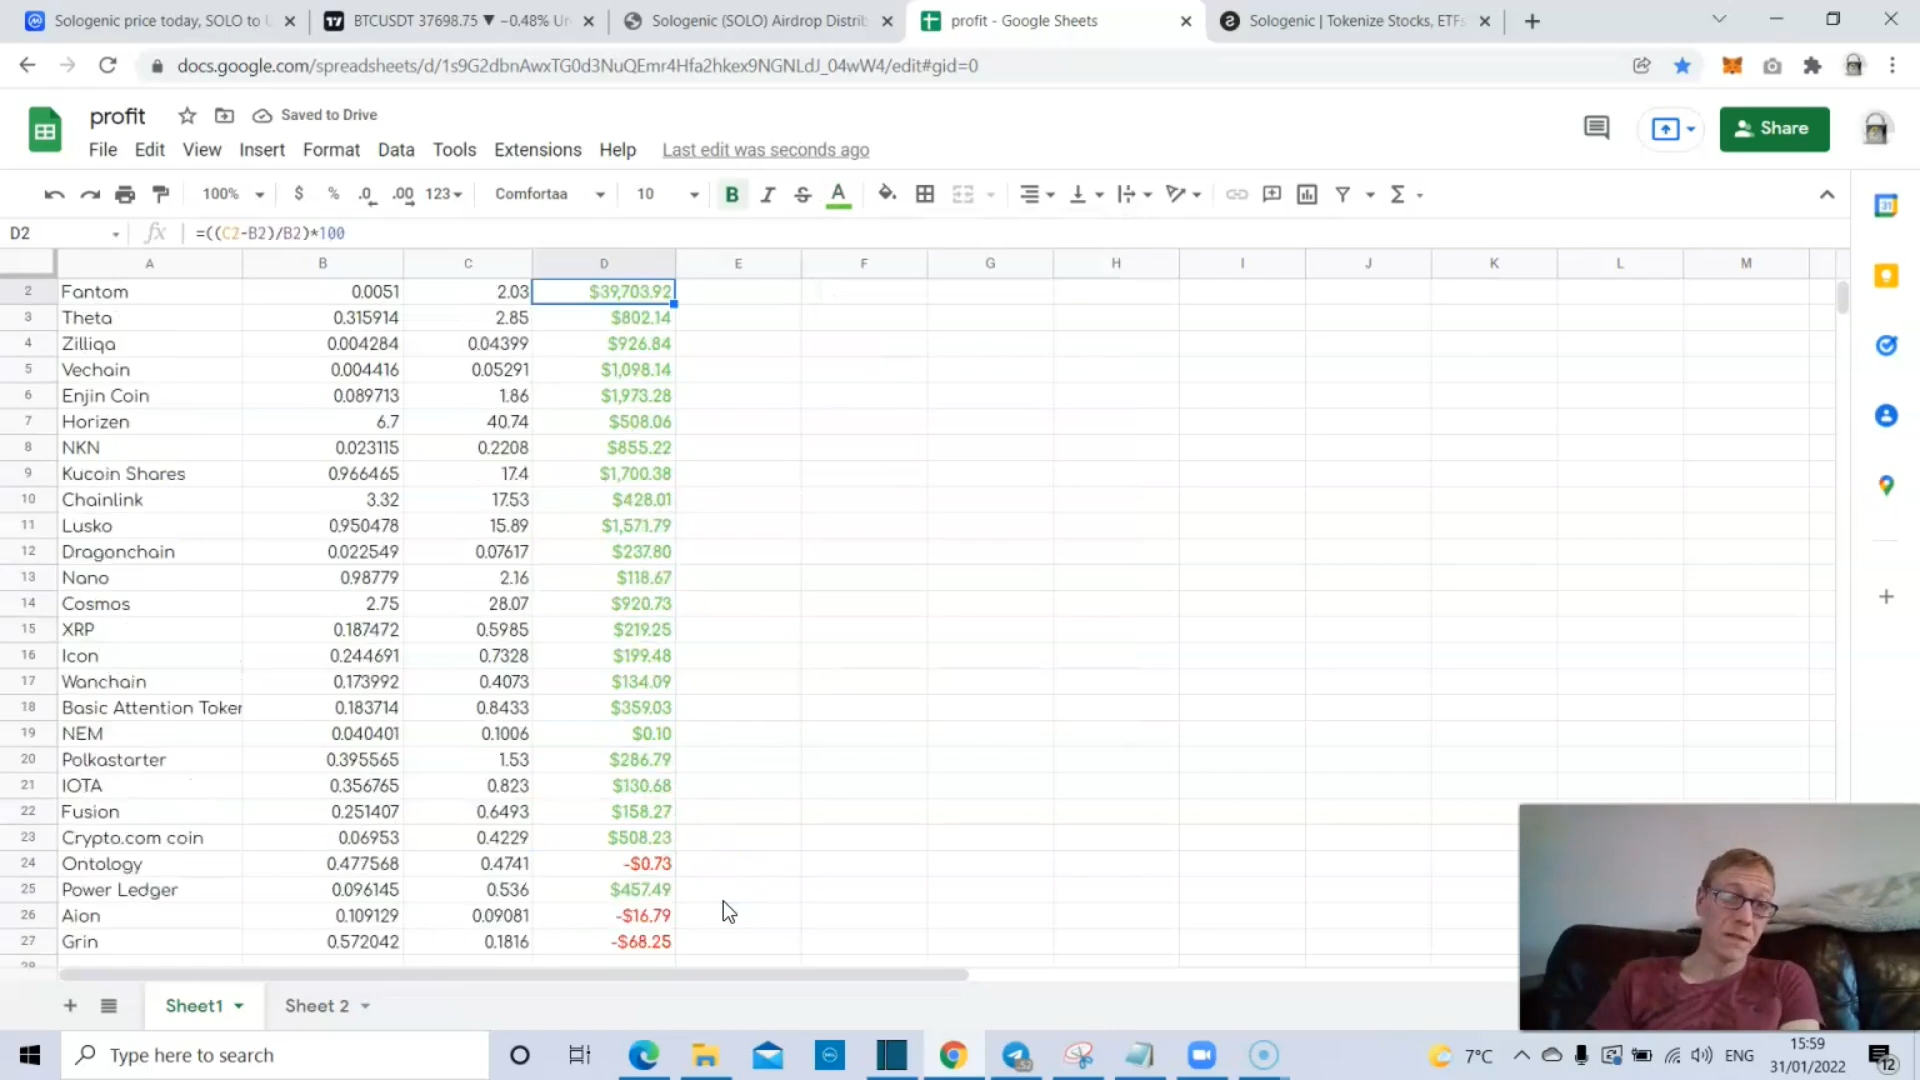 Sologenic price today, SOLO to U
BTCUSDT 37698.75 ▼ −0.48% Un
Sologenic (SOLO) Airdrop Distrib
profit - Google Sheets
Sologenic | Tokenize Stocks, ETFs
docs.google.com/spreadsheets/d/1s9G2dbnAwxTG0d3NuQEmr4Hfa2hkex9NGNLdJ_04wW4/edit#gid=0
profit
Saved to Drive
Share
File Edit View Insert Format Data Tools Extensions Help Last edit was seconds ago
100% $ % .0 .00 123 Comfortaa 10 B I S A Σ
D2 fx =((C2-B2)/B2)*100
A B C D E F G H I J K L M
2 Fantom 0.0051 2.03 $39,703.92
3 Theta 0.315914 2.85 $802.14
4 Zilliqa 0.004284 0.04399 $926.84
5 Vechain 0.004416 0.05291 $1,098.14
6 Enjin Coin 0.089713 1.86 $1,973.28
7 Horizen 6.7 40.74 $508.06
8 NKN 0.023115 0.2208 $855.22
9 Kucoin Shares 0.966465 17.4 $1,700.38
10 Chainlink 3.32 17.53 $428.01
11 Lusko 0.950478 15.89 $1,571.79
12 Dragonchain 0.022549 0.07617 $237.80
13 Nano 0.98779 2.16 $118.67
14 Cosmos 2.75 28.07 $920.73
15 XRP 0.187472 0.5985 $219.25
16 Icon 0.244691 0.7328 $199.48
17 Wanchain 0.173992 0.4073 $134.09
18 Basic Attention Token 0.183714 0.8433 $359.03
19 NEM 0.040401 0.1006 $0.10
20 Polkastarter 0.395565 1.53 $286.79
21 IOTA 0.356765 0.823 $130.68
22 Fusion 0.251407 0.6493 $158.27
23 Crypto.com coin 0.06953 0.4229 $508.23
24 Ontology 0.477568 0.4741 -$0.73
25 Power Ledger 0.096145 0.536 $457.49
26 Aion 0.109129 0.09081 -$16.79
27 Grin 0.572042 0.1816 -$68.25
28
Sheet1 Sheet 2
Type here to search
7°C
ENG
15:59
31/01/2022
12